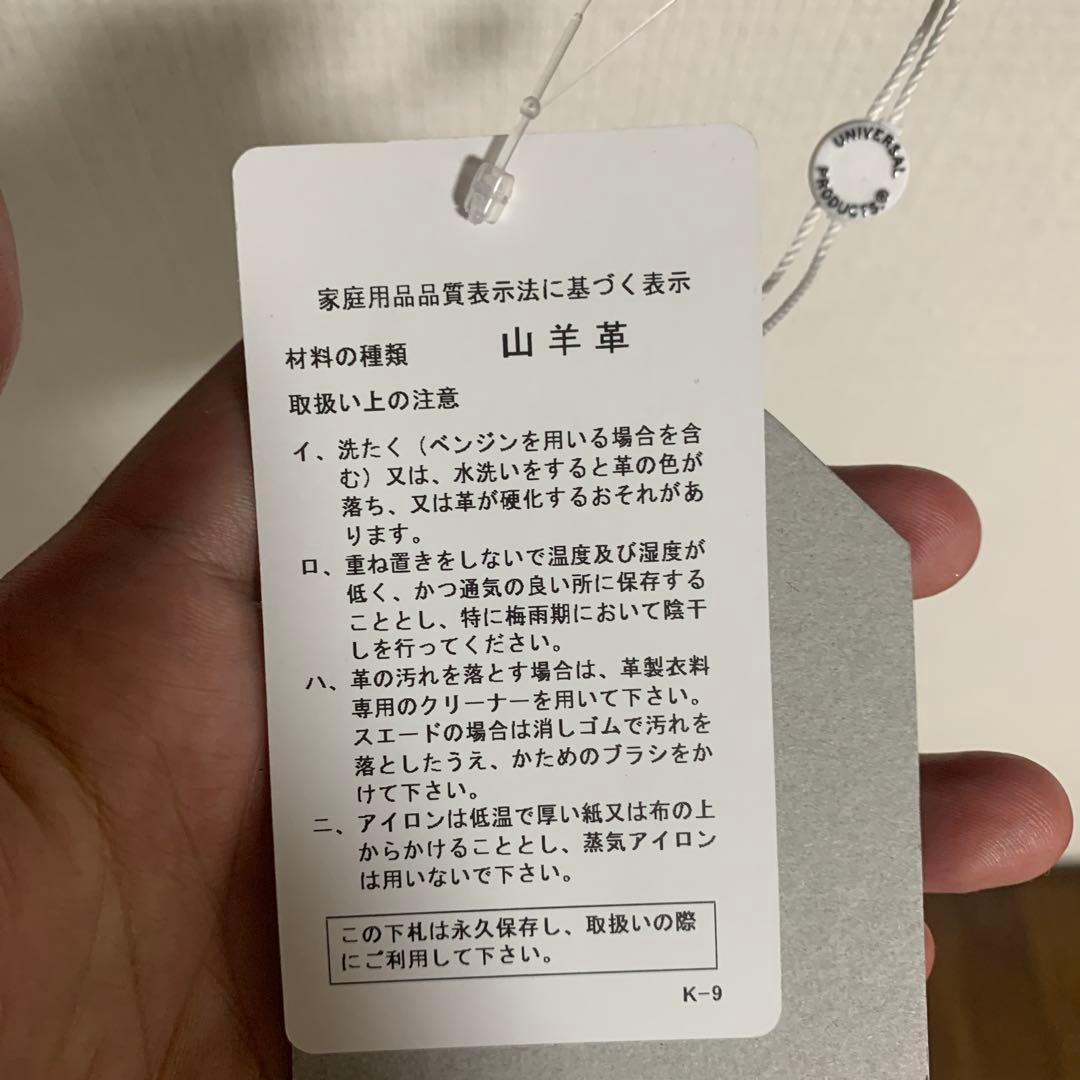 UNIVERSAL
PRODUCTS.®
家庭用品品質表示法に基づく表示
材料の種類 山羊革
取扱い上の注意
イ、洗たく（ベンジンを用いる場合を含
む）又は、水洗いをすると革の色が
落ち、又は革が硬化するおそれがあ
ります。
ロ、重ね置きをしないで温度及び湿度が
低く、かつ通気の良い所に保存する
こととし、特に梅雨期において陰干
しを行ってください。
ハ、革の汚れを落とす場合は、革製衣料
専用のクリーナーを用いて下さい。
スエードの場合は消しゴムで汚れを
落としたうえ、かためのブラシをか
けて下さい。
ニ、アイロンは低温で厚い紙又は布の上
からかけることとし、蒸気アイロン
は用いないで下さい。
この下札は永久保存し、取扱いの際
にご利用して下さい。
K-9